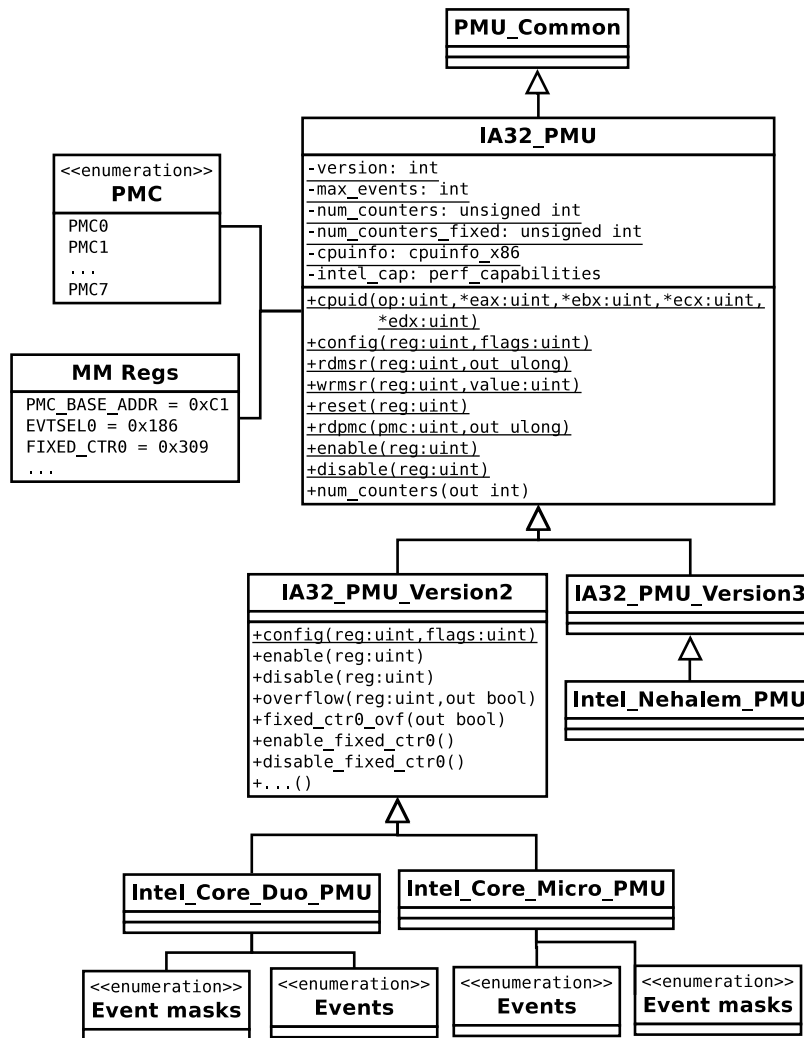 PMU_Common
IA32_PMU
-version: int
-max_events: int
-num_counters: unsigned int
-num_counters_fixed: unsigned int
-cpuinfo: cpuinfo_x86
-intel_cap: perf_capabilities
+cpuid(op:uint,*eax:uint,*ebx:uint,*ecx:uint,
*edx:uint)
+config(reg:uint,flags:uint)
+rdmsr(reg:uint,out ulong)
+wrmsr(reg:uint,value:uint)
+reset(reg:uint)
+rdpmc(pmc:uint,out ulong)
+enable(reg:uint)
+disable(reg:uint)
+num_counters(out int)
<<enumeration>>
PMC
PMC0
PMC1
...
PMC7
MM Regs
PMC_BASE_ADDR = 0xC1
EVTSEL0 = 0x186
FIXED_CTR0 = 0x309
...
IA32_PMU_Version2
+config(reg:uint,flags:uint)
+enable(reg:uint)
+disable(reg:uint)
+overflow(reg:uint,out bool)
+fixed_ctr0_ovf(out bool)
+enable_fixed_ctr0()
+disable_fixed_ctr0()
+...()
IA32_PMU_Version3
Intel_Nehalem_PMU
Intel_Core_Duo_PMU
Intel_Core_Micro_PMU
<<enumeration>>
Event masks
<<enumeration>>
Events
<<enumeration>>
Events
<<enumeration>>
Event masks